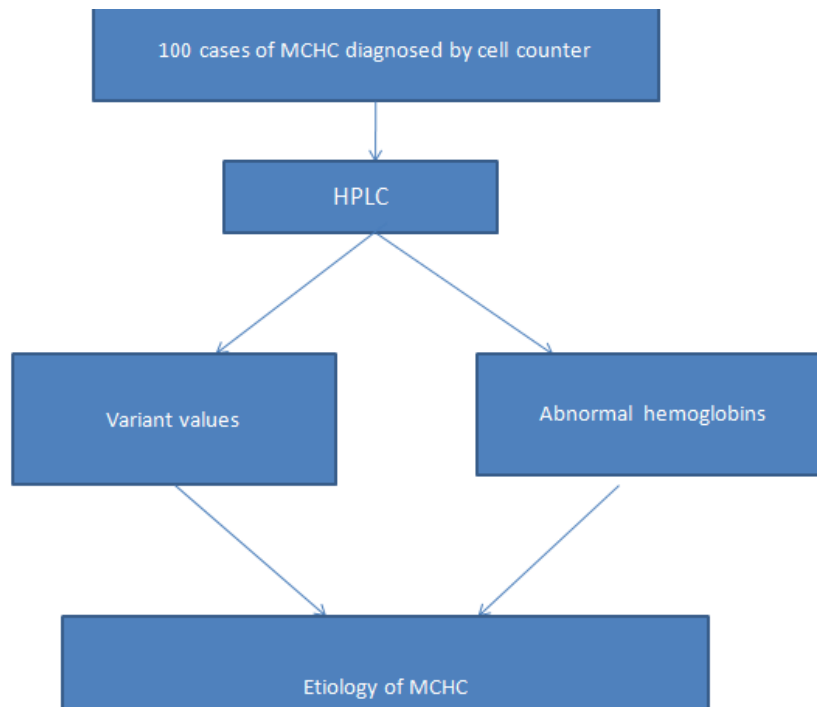 100 cases of MCHC diagnosed by cell counter
HPLC
Variant values
Abnormal hemoglobins
Etiology of MCHC